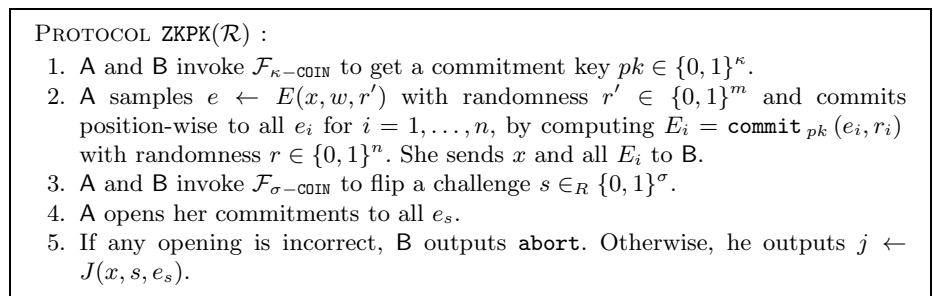 PROTOCOL ZKPK(ℛ) :
1. A and B invoke ℱ_{κ−COIN} to get a commitment key pk ∈ {0, 1}^κ.
2. A samples e ← E(x, w, r′) with randomness r′ ∈ {0, 1}^m and commits
position-wise to all e_i for i = 1, . . . , n, by computing E_i = commit_{pk} (e_i, r_i)
with randomness r ∈ {0, 1}^n. She sends x and all E_i to B.
3. A and B invoke ℱ_{σ−COIN} to flip a challenge s ∈_R {0, 1}^σ.
4. A opens her commitments to all e_s.
5. If any opening is incorrect, B outputs abort. Otherwise, he outputs j ←
J(x, s, e_s).